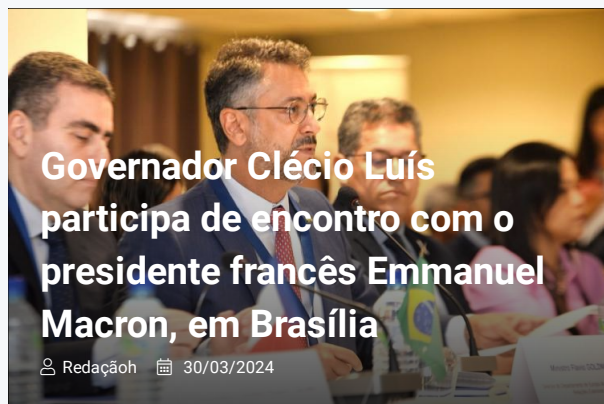 Governador Clécio Luís
participa de encontro com o
presidente francês Emmanuel
Macron, em Brasília
Redaçãoh 30/03/2024